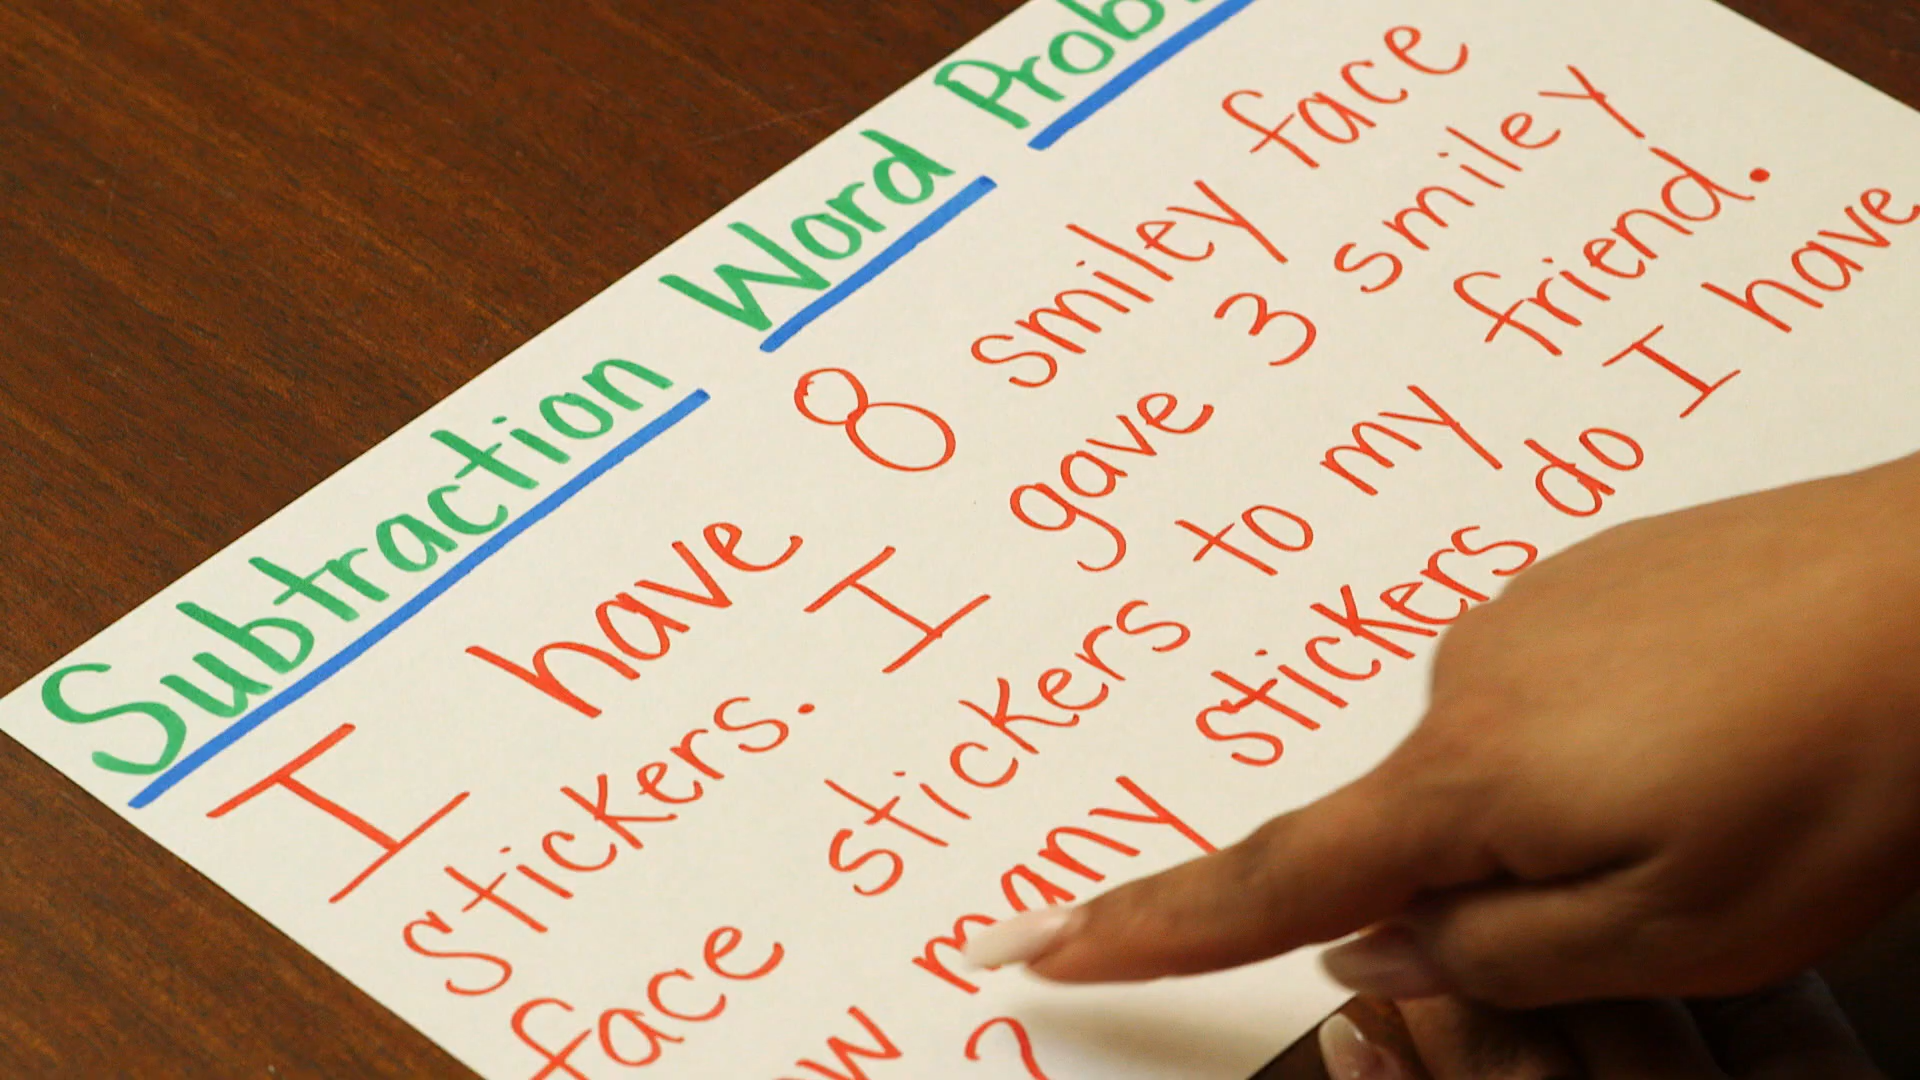 Subtraction Word Prob
I have 8 smiley face
stickers. I gave 3 smiley
face stickers to my friend.
ow many stickers do I have
?